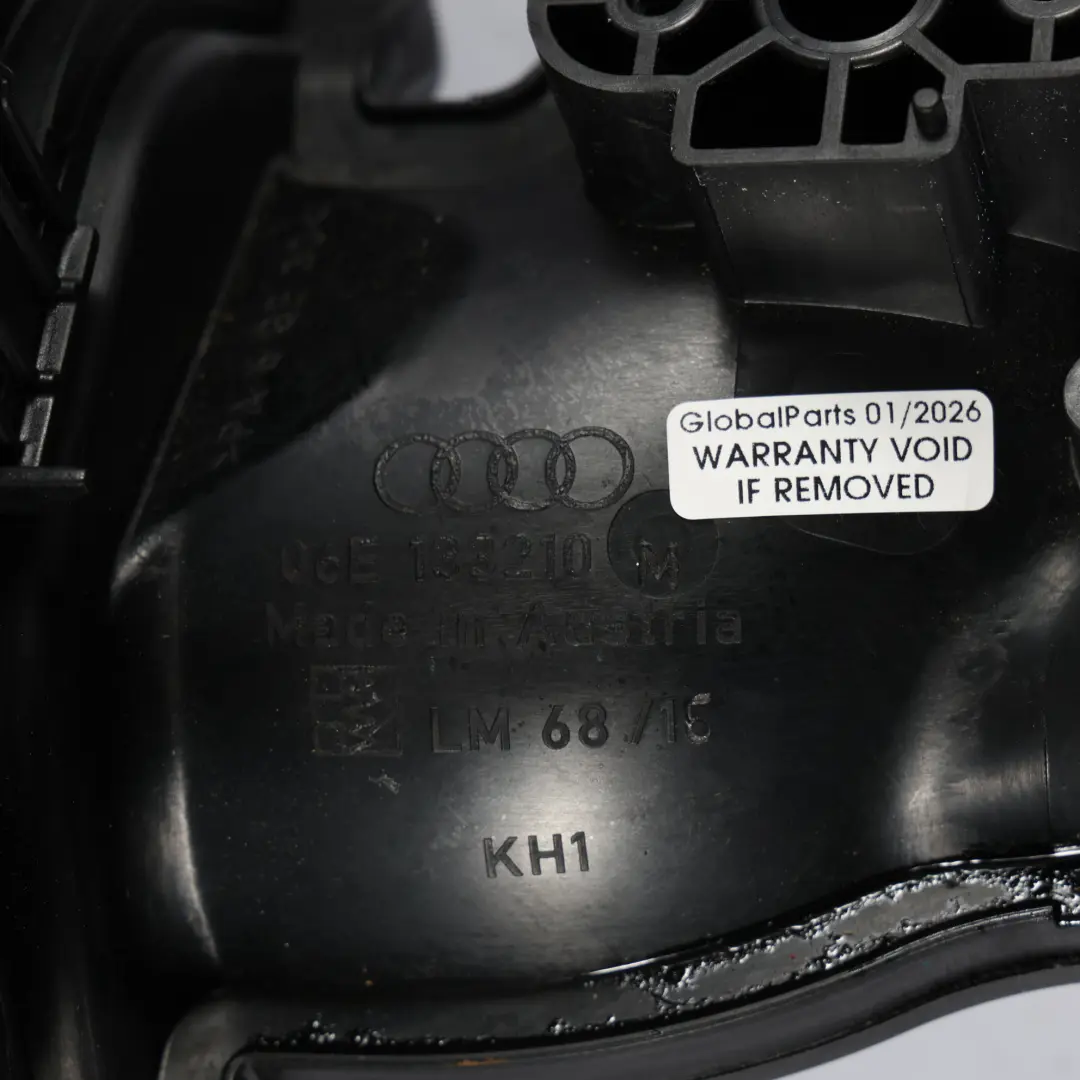 GlobalParts 01/2026
WARRANTY VOID
IF REMOVED
06E 133210 M
Made in Austria
LM 68 /15
KH1